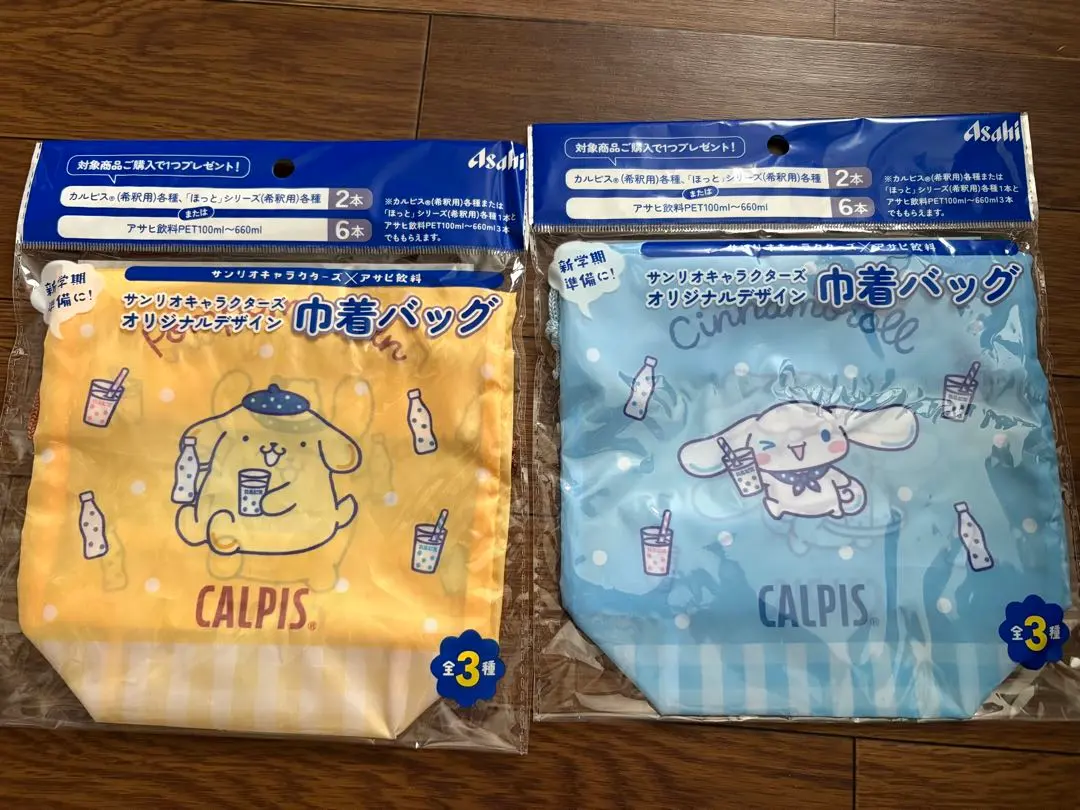 対象商品ご購入で1つプレゼント!
Asahi
カルピス®(希釈用)各種、「ほっと」シリーズ(希釈用)各種 2本
または
アサヒ飲料PET100ml〜660ml 6本
※カルピス®(希釈用)各種または
「ほっと」シリーズ(希釈用)各種1本と
アサヒ飲料PET100ml〜660ml3本
でももらえます。
新学期
準備に!
サンリオキャラクターズ×アサヒ飲料
サンリオキャラクターズ
オリジナルデザイン
巾着バッグ
CALPIS®
全3種
対象商品ご購入で1つプレゼント!
Asahi
カルピス®(希釈用)各種、「ほっと」シリーズ(希釈用)各種 2本
または
アサヒ飲料PET100ml〜660ml 6本
※カルピス®(希釈用)各種または
「ほっと」シリーズ(希釈用)各種1本と
アサヒ飲料PET100ml〜660ml3本
でももらえます。
新学期
準備に!
サンリオキャラクターズ×アサヒ飲料
サンリオキャラクターズ
オリジナルデザイン
巾着バッグ
Cinnamoroll
CALPIS®
全3種